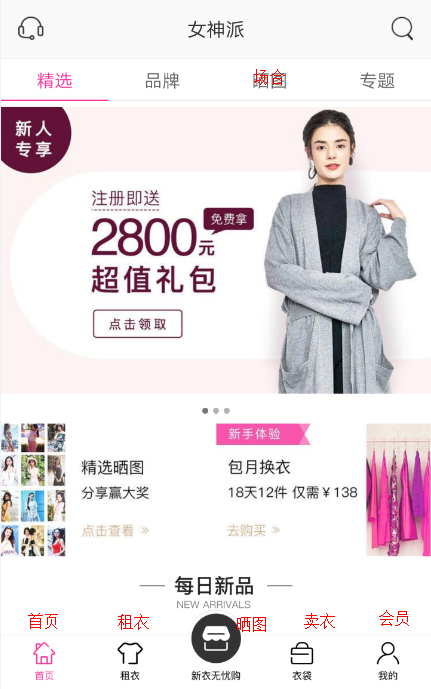 女神派
精选 品牌 晒图 专题
场合
新人
专享
注册即送
免费拿
2800元
超值礼包
点击领取
新手体验
精选晒图
分享赢大奖
点击查看 »
包月换衣
18天12件 仅需¥138
去购买 »
每日新品
NEW ARRIVALS
首页 租衣 晒图 卖衣 会员
首页 租衣 新衣无忧购 衣袋 我的